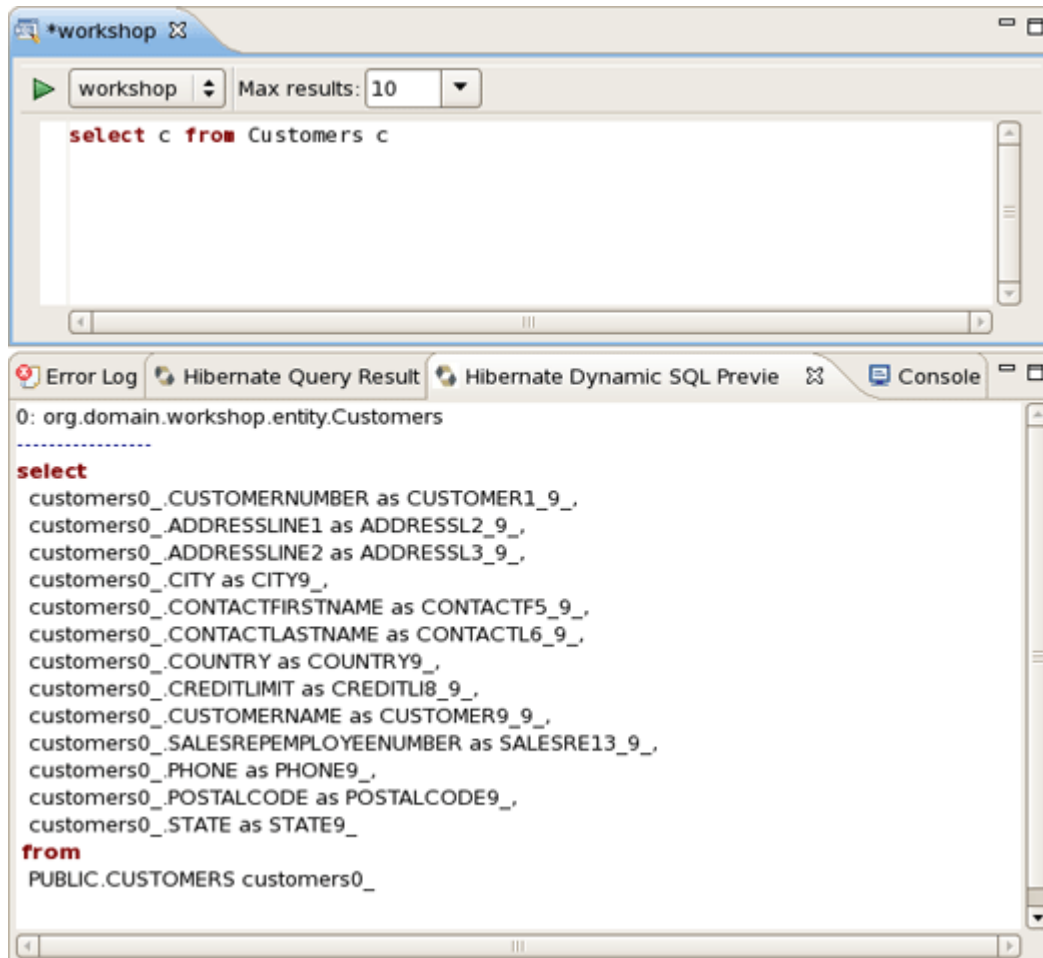 *workshop
workshop Max results: 10
select c from Customers c
Error Log Hibernate Query Result Hibernate Dynamic SQL Previe Console
0: org.domain.workshop.entity.Customers
-----------------
select
customers0_.CUSTOMERNUMBER as CUSTOMER1_9_,
customers0_.ADDRESSLINE1 as ADDRESSL2_9_,
customers0_.ADDRESSLINE2 as ADDRESSL3_9_,
customers0_.CITY as CITY9_,
customers0_.CONTACTFIRSTNAME as CONTACTF5_9_,
customers0_.CONTACTLASTNAME as CONTACTL6_9_,
customers0_.COUNTRY as COUNTRY9_,
customers0_.CREDITLIMIT as CREDITLI8_9_,
customers0_.CUSTOMERNAME as CUSTOMER9_9_,
customers0_.SALESREPEMPLOYEENUMBER as SALESRE13_9_,
customers0_.PHONE as PHONE9_,
customers0_.POSTALCODE as POSTALCODE9_,
customers0_.STATE as STATE9_
from
PUBLIC.CUSTOMERS customers0_